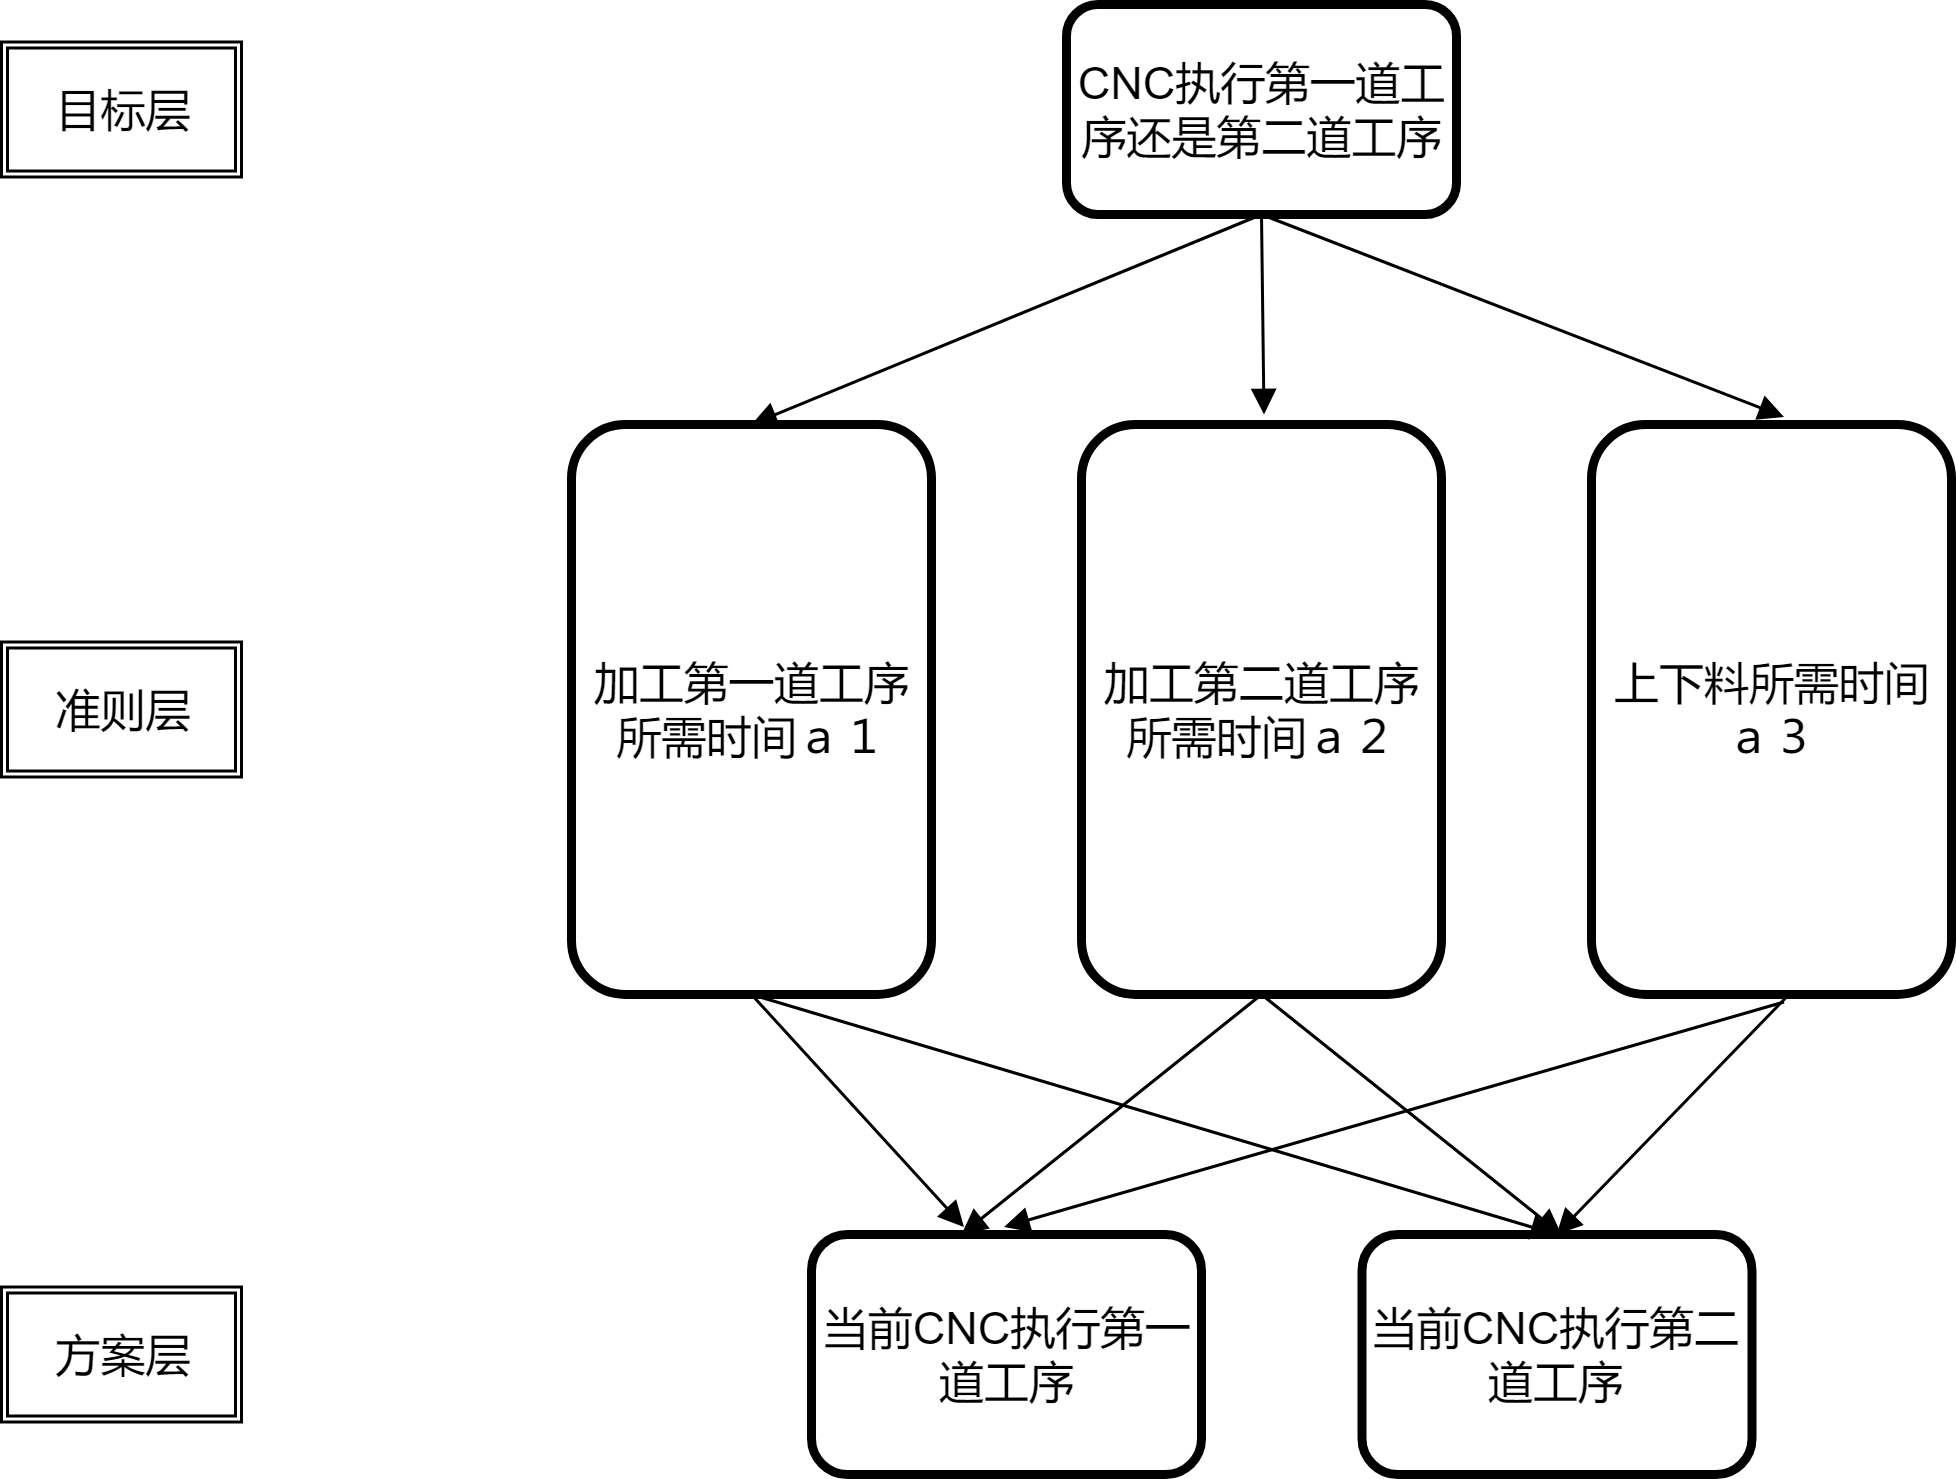 目标层
CNC执行第一道工
序还是第二道工序
准则层
加工第一道工序
所需时间a 1
加工第二道工序
所需时间a 2
上下料所需时间
a 3
方案层
当前CNC执行第一
道工序
当前CNC执行第二
道工序